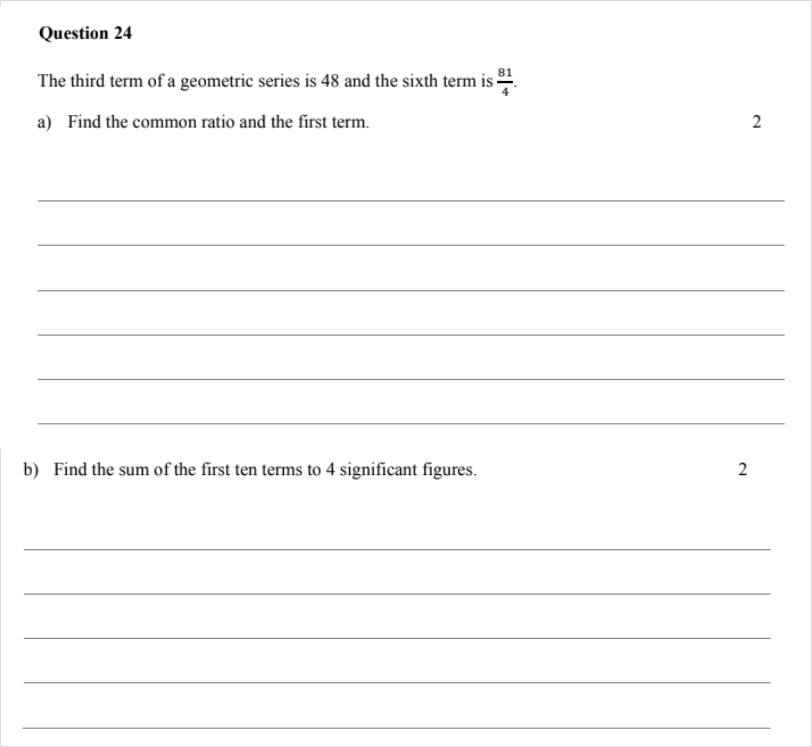 Question 24
The third term of a geometric series is 48 and the sixth term is 81/4.
a) Find the common ratio and the first term. 2
b) Find the sum of the first ten terms to 4 significant figures. 2